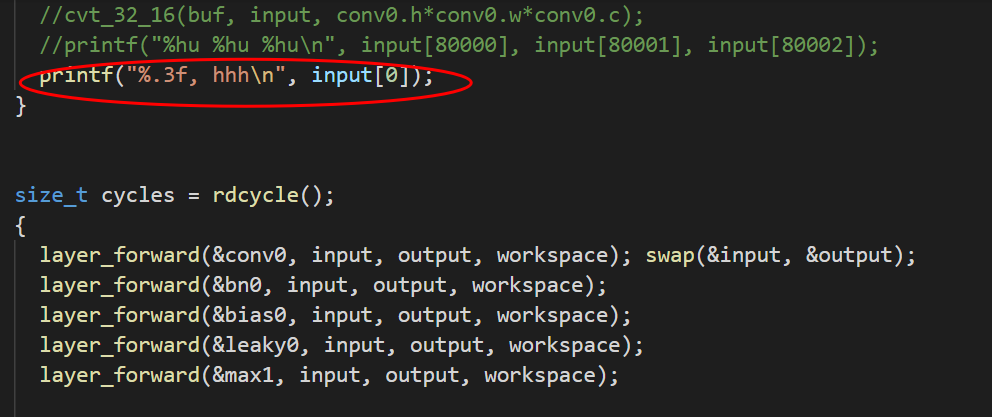 //cvt_32_16(buf, input, conv0.h*conv0.w*conv0.c);
//printf("%hu %hu %hu\n", input[80000], input[80001], input[80002]);
printf("%.3f, hhh\n", input[0]);
}
size_t cycles = rdcycle();
{
layer_forward(&conv0, input, output, workspace); swap(&input, &output);
layer_forward(&bn0, input, output, workspace);
layer_forward(&bias0, input, output, workspace);
layer_forward(&leaky0, input, output, workspace);
layer_forward(&max1, input, output, workspace);